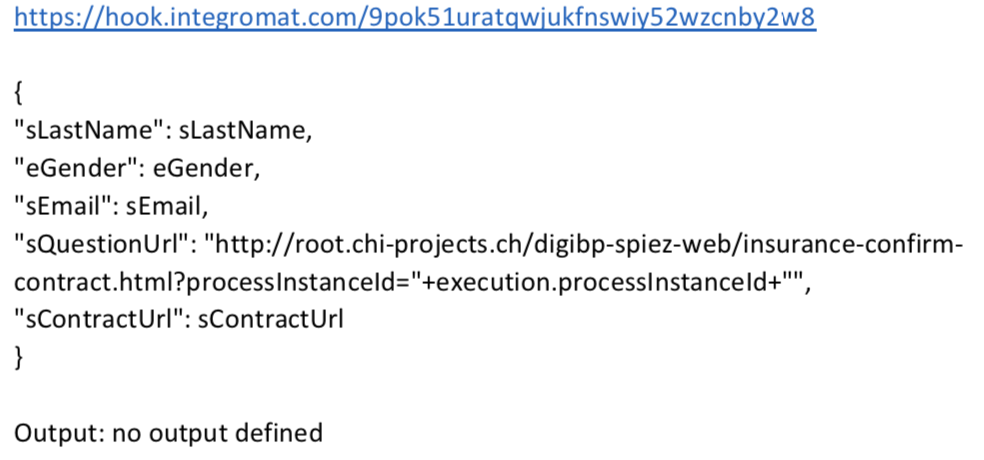 https://hook.integromat.com/9pok51uratqwjukfnswiy52wzcnby2w8
{
"sLastName": sLastName,
"eGender": eGender,
"sEmail": sEmail,
"sQuestionUrl": "http://root.chi-projects.ch/digibp-spiez-web/insurance-confirm-
contract.html?processInstanceId="+execution.processInstanceId+"",
"sContractUrl": sContractUrl
}
Output: no output defined